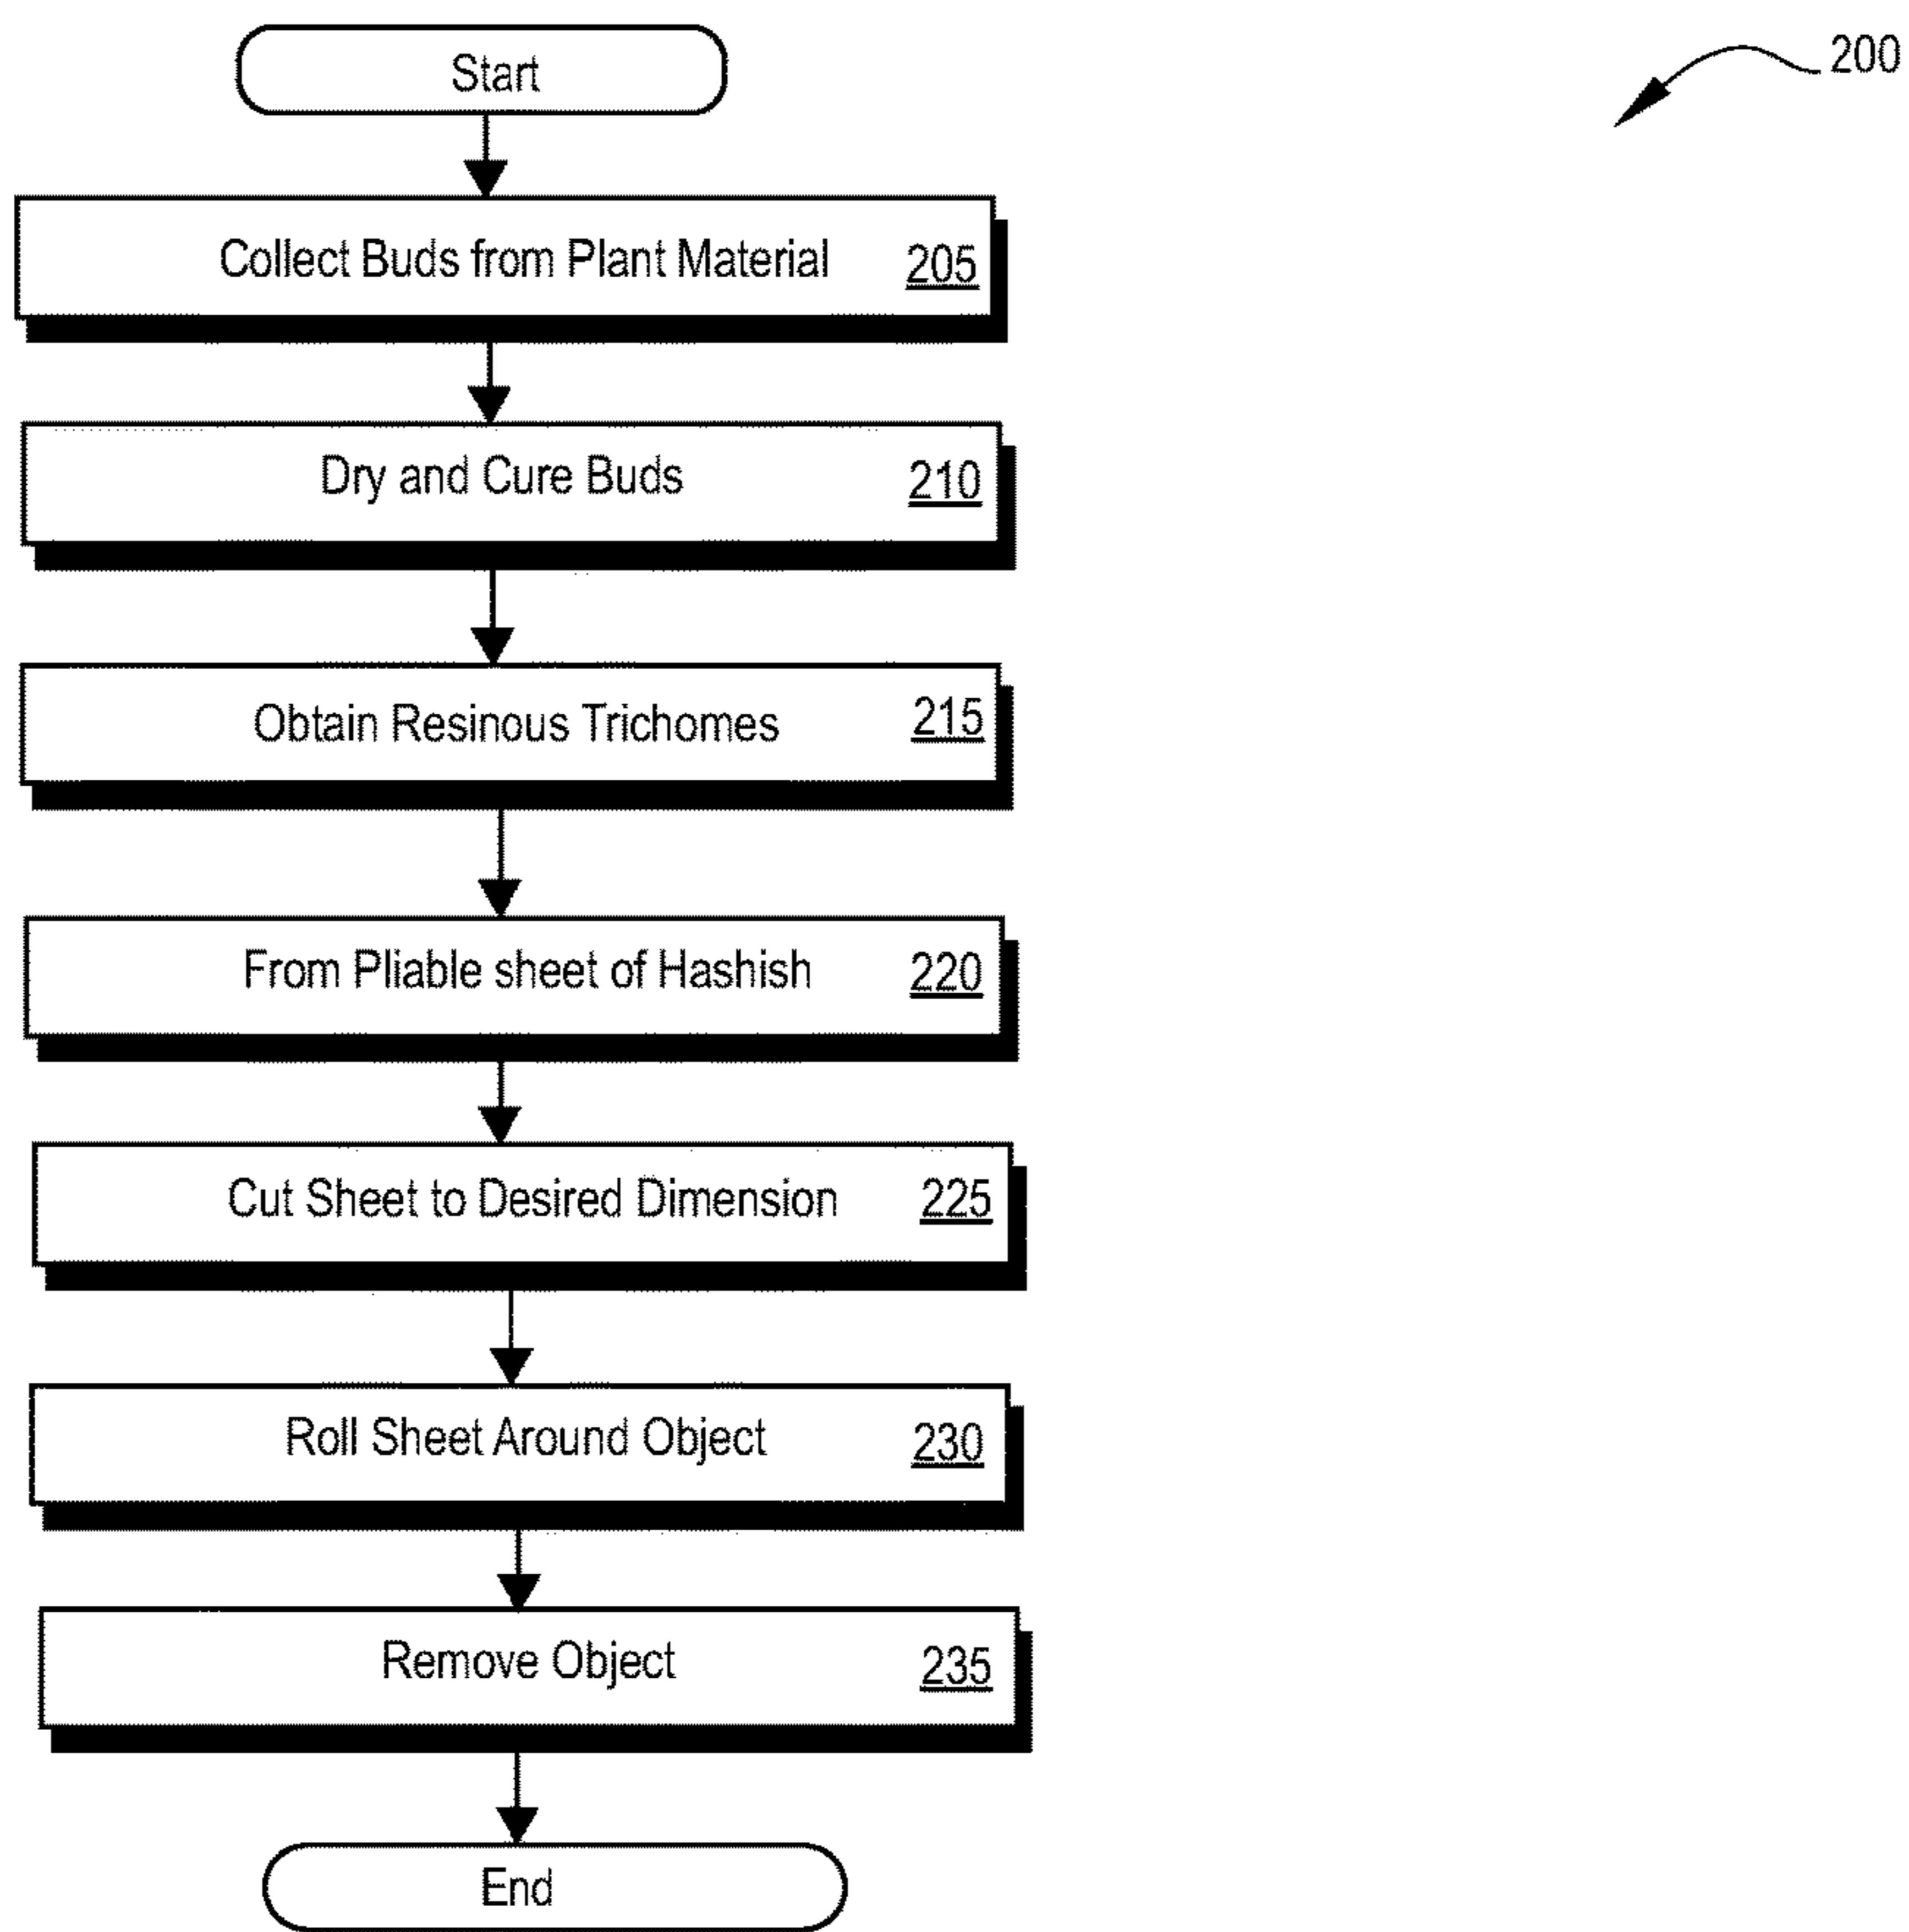 Start
200
Collect Buds from Plant Material 205
Dry and Cure Buds 210
Obtain Resinous Trichomes 215
From Pliable sheet of Hashish 220
Cut Sheet to Desired Dimension 225
Roll Sheet Around Object 230
Remove Object 235
End